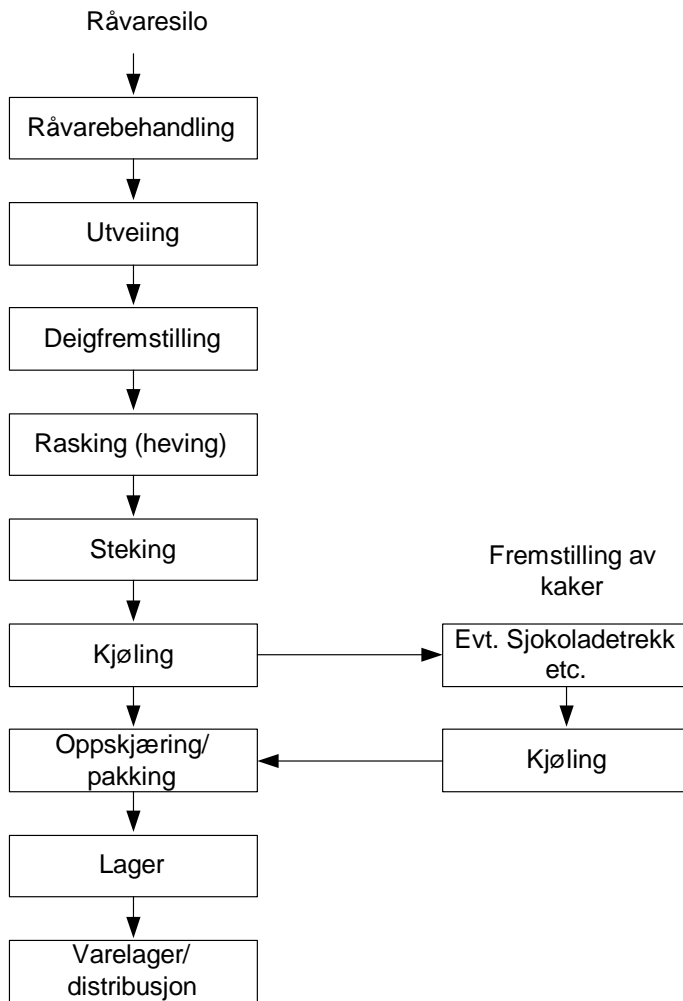 Råvaresilo
Råvarebehandling
Utveiing
Deigfremstilling
Rasking (heving)
Steking
Kjøling
Fremstilling av
kaker
Evt. Sjokoladetrekk
etc.
Kjøling
Oppskjæring/
pakking
Lager
Varelager/
distribusjon